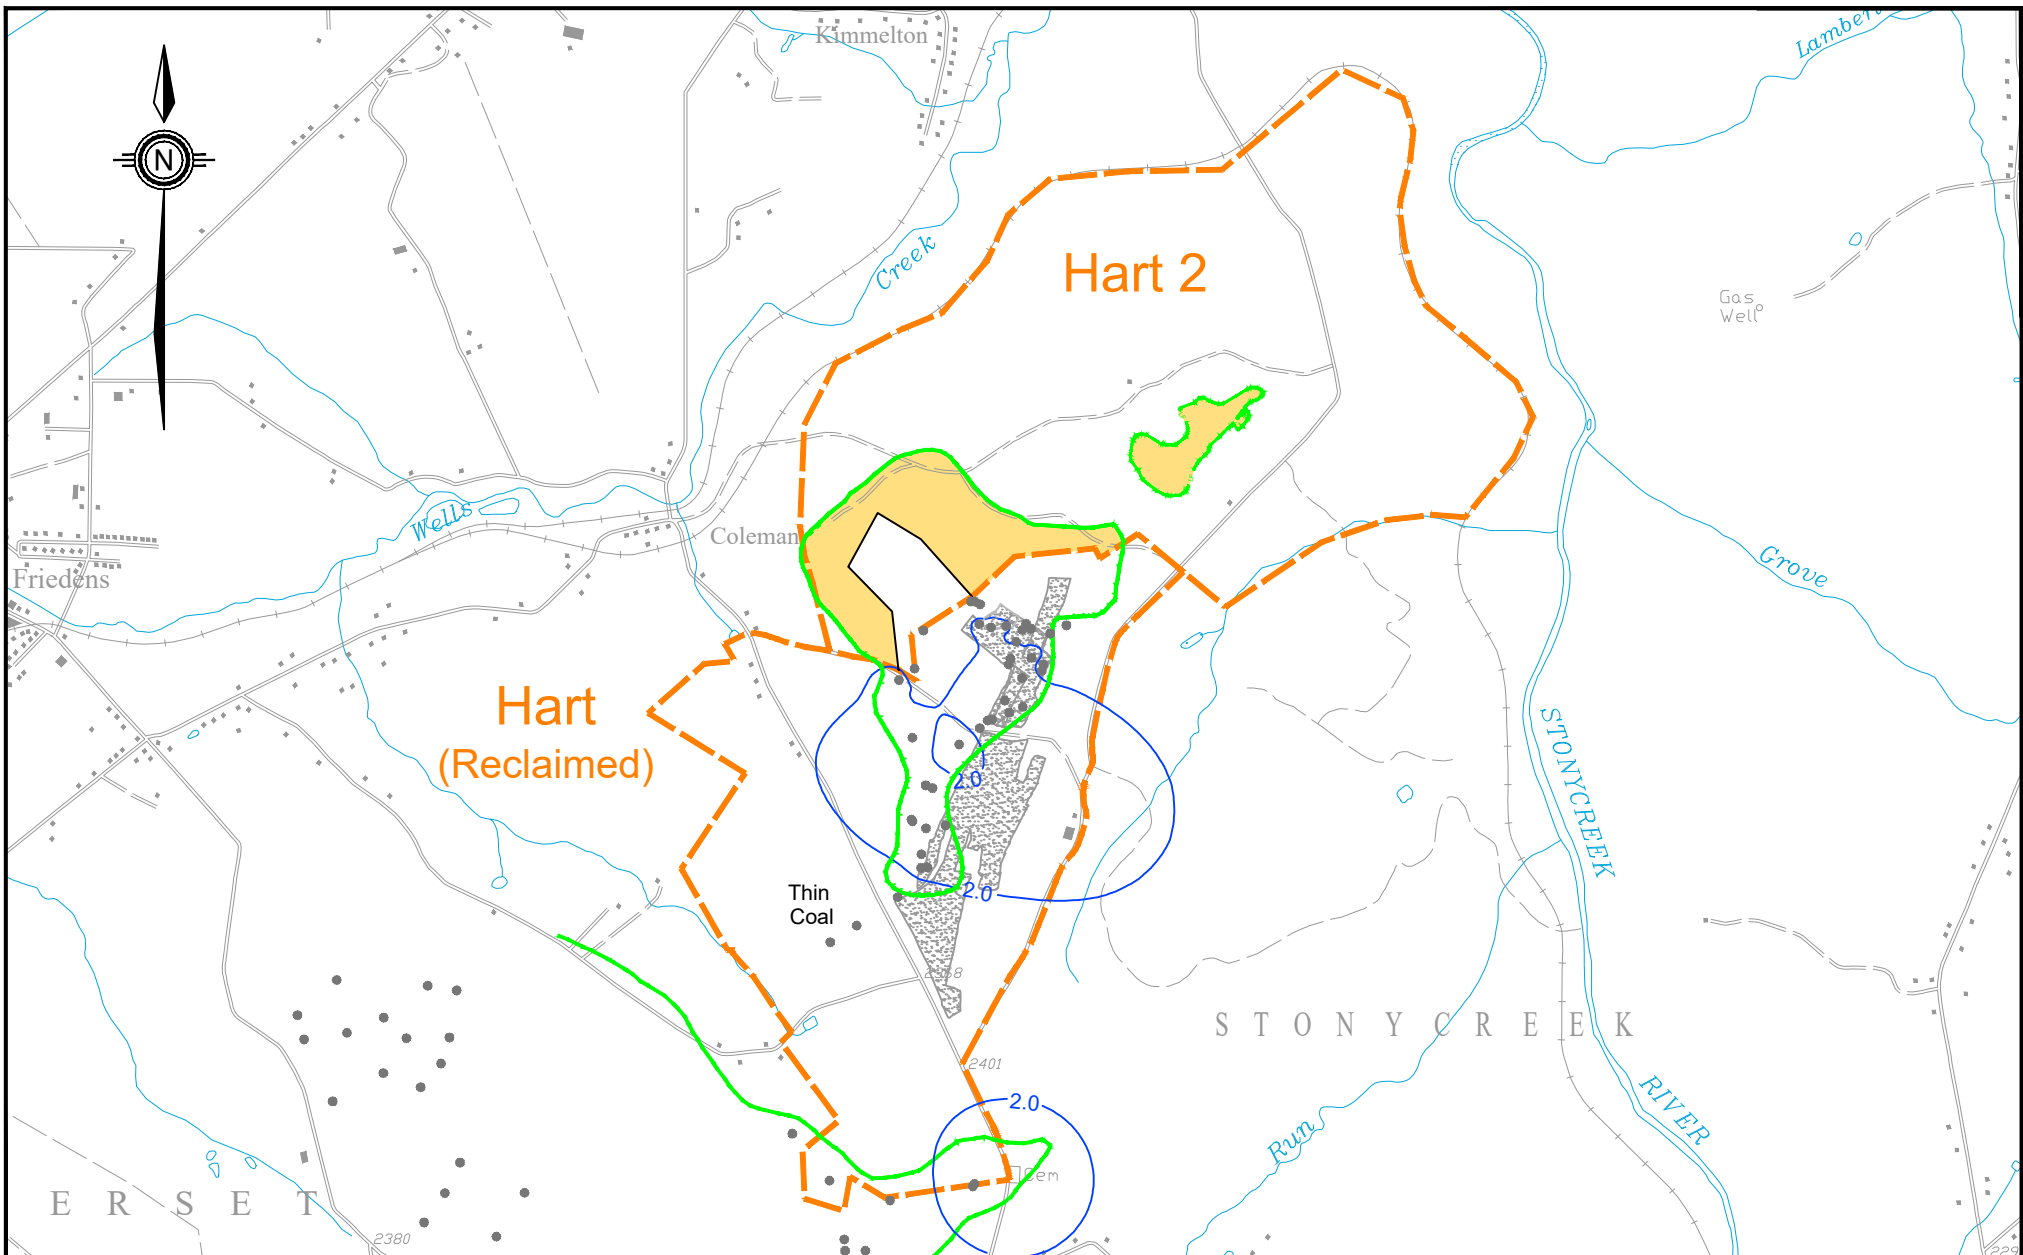 Kimmelton
Lambert
N
Creek
Hart 2
Gas
Well
Wells
Coleman
Grove
Friedens
Hart
(Reclaimed)
2.0
STONYCREEK
Thin
Coal
2.0
STONYCREEK
2401
2.0
RIVER
Run
Cem
ERSET
2380